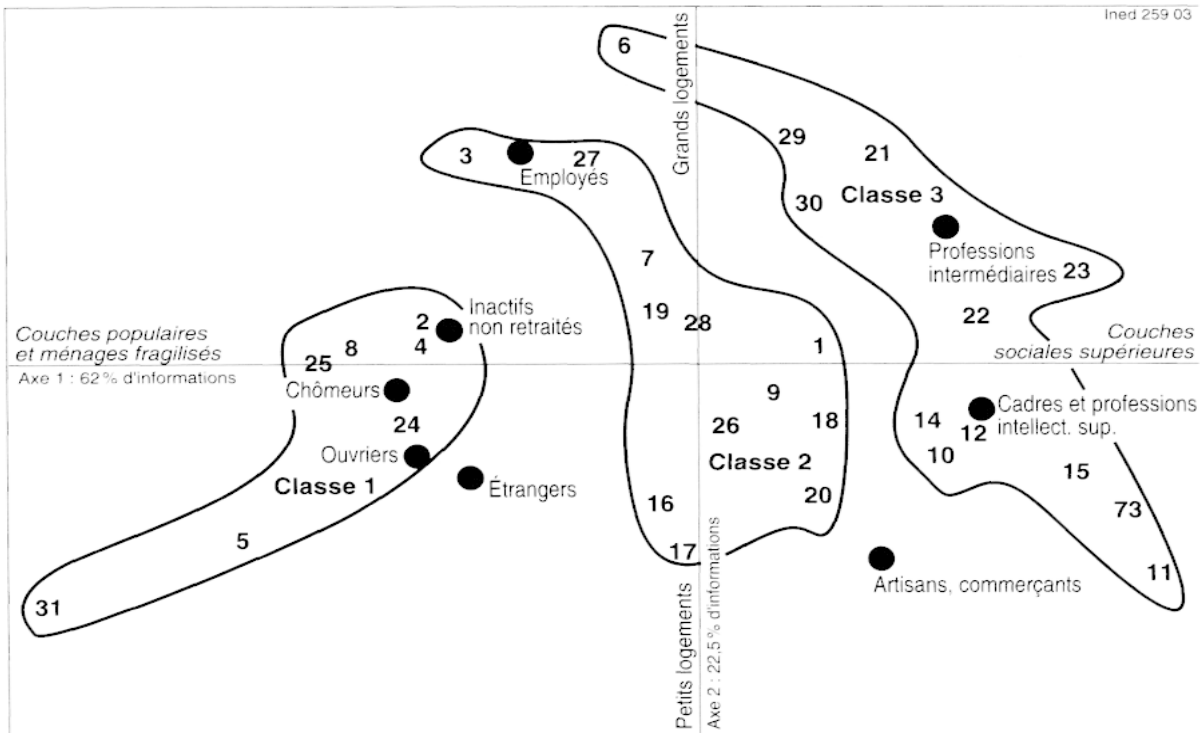 Ined 259 03
Grands logements
6
29
21
3
27
Employés
30
Classe 3
Professions
intermédiaires
23
7
19
28
22
Inactifs
non retraités
2
4
8
25
1
Couches populaires
et ménages fragilisés
Axe 1 : 62 % d'informations
Couches
sociales supérieures
Chômeurs
9
24
26
18
14
Cadres et professions
intellect. sup.
12
10
Ouvriers
Classe 1
Étrangers
Classe 2
15
16
20
73
5
17
11
Artisans, commerçants
31
Petits logements
Axe 2 : 22,5 % d'informations